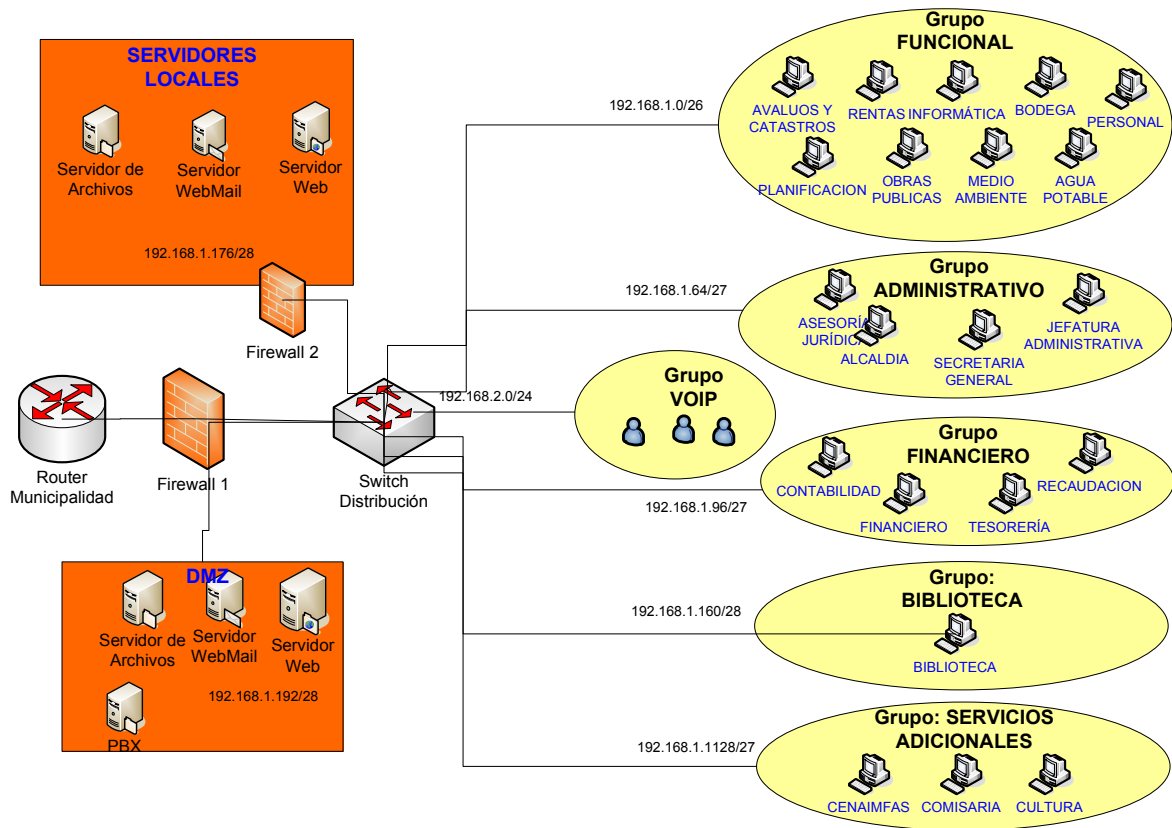 SERVIDORES
LOCALES
Servidor de
Archivos
Servidor
WebMail
Servidor
Web
192.168.1.176/28
Firewall 2
Router
Municipalidad
Firewall 1
Switch
Distribución
DMZ
Servidor de
Archivos
Servidor
WebMail
Servidor
Web
192.168.1.192/28
PBX
192.168.1.0/26
Grupo
FUNCIONAL
AVALUOS Y
CATASTROS
RENTAS
INFORMÁTICA
BODEGA
PERSONAL
PLANIFICACION
OBRAS
PUBLICAS
MEDIO
AMBIENTE
AGUA
POTABLE
192.168.1.64/27
Grupo
ADMINISTRATIVO
ASESORÍA
JURÍDICA
ALCALDIA
SECRETARIA
GENERAL
JEFATURA
ADMINISTRATIVA
192.168.2.0/24
Grupo
VOIP
192.168.1.96/27
Grupo
FINANCIERO
CONTABILIDAD
FINANCIERO
TESORERÍA
RECAUDACION
192.168.1.160/28
Grupo:
BIBLIOTECA
BIBLIOTECA
192.168.1.1128/27
Grupo: SERVICIOS
ADICIONALES
CENAIMFAS
COMISARIA
CULTURA